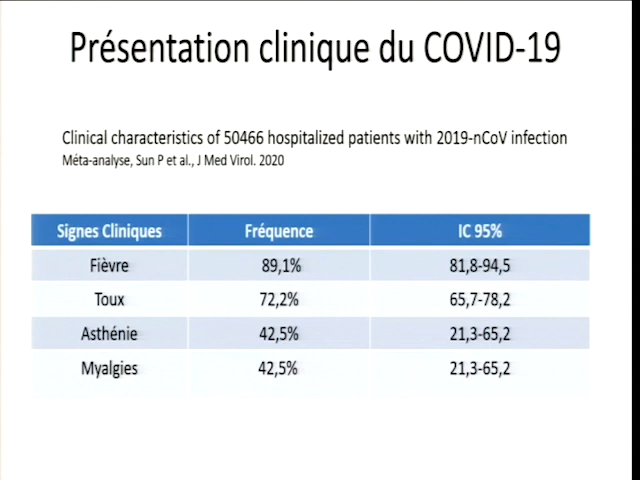 Présentation clinique du COVID-19
Clinical characteristics of 50466 hospitalized patients with 2019-nCoV infection
Méta-analyse, Sun P et al., J Med Virol. 2020
Signes Cliniques Fréquence IC 95%
Fièvre 89,1% 81,8-94,5
Toux 72,2% 65,7-78,2
Asthénie 42,5% 21,3-65,2
Myalgies 42,5% 21,3-65,2